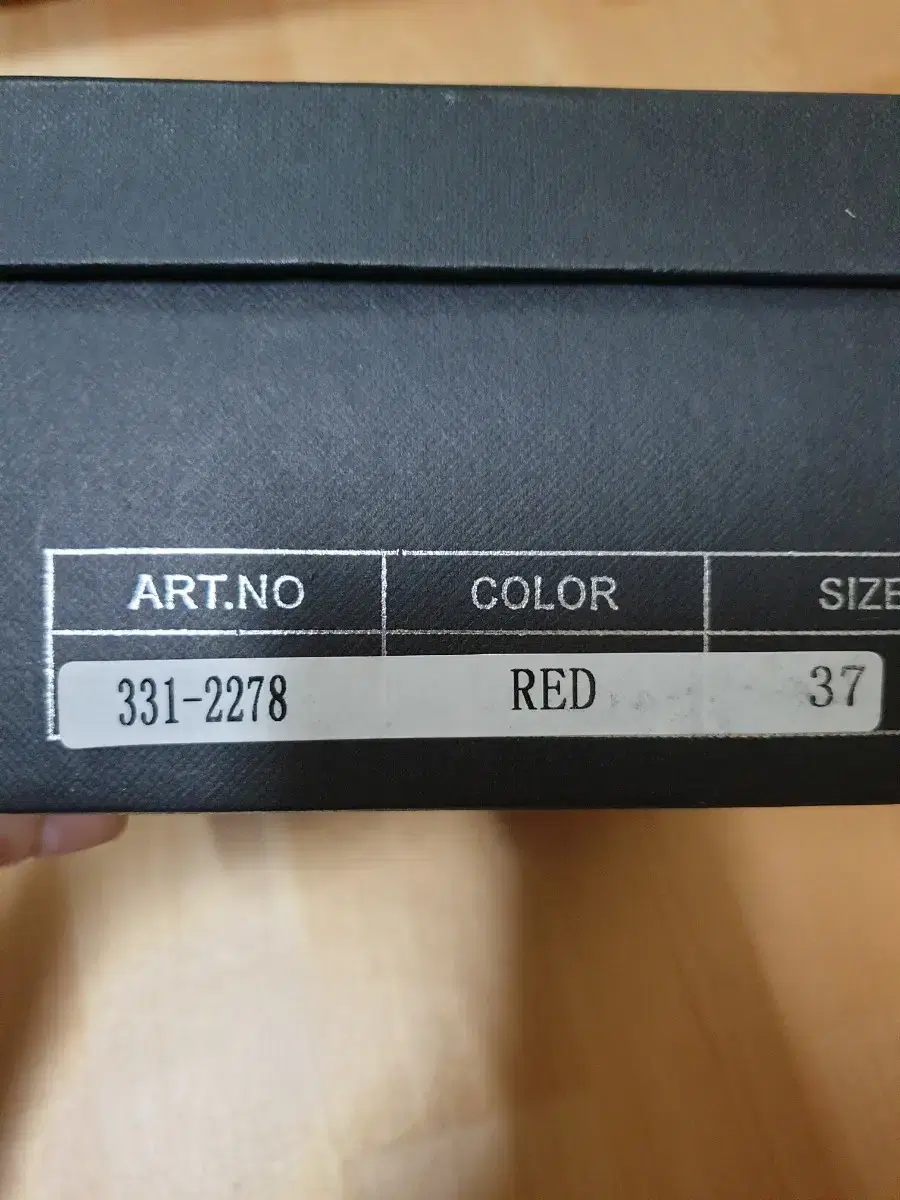 ART.NO COLOR SIZE
331-2278 RED 37